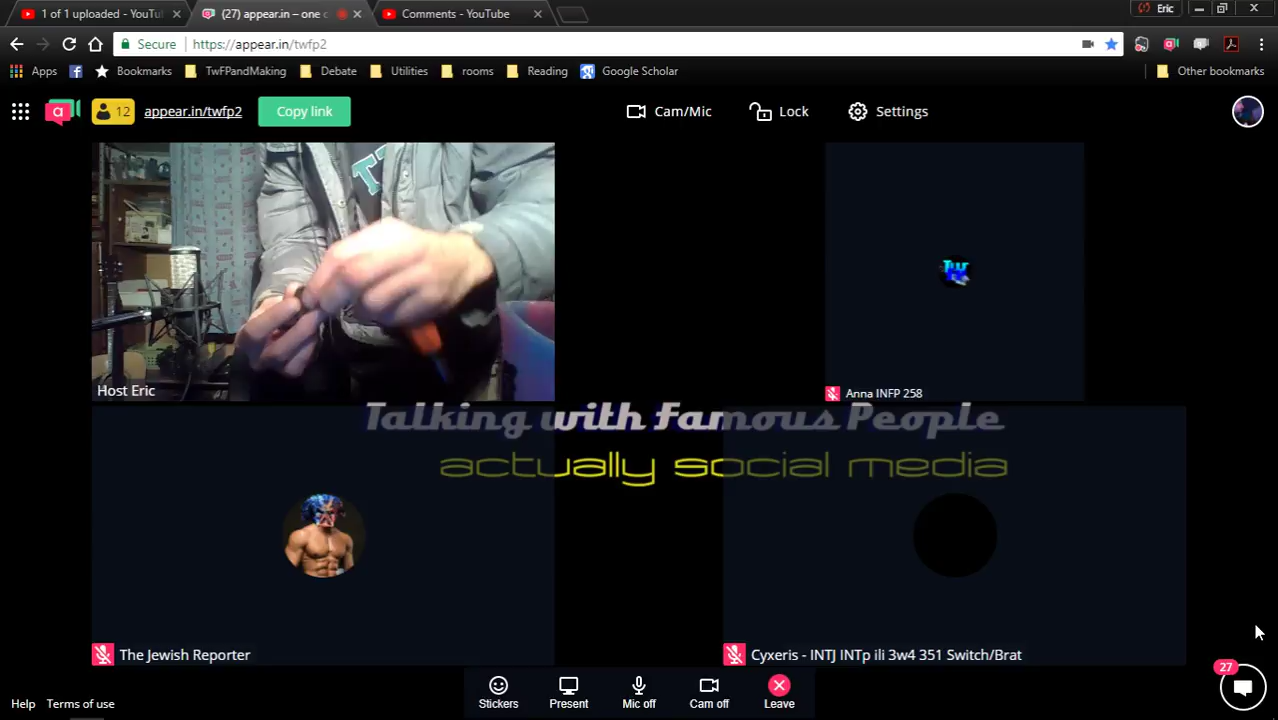 1 of 1 uploaded - YouTu
(27) appear.in – one c
Comments - YouTube
Eric
Secure
https://appear.in/twfp2
Apps
Bookmarks
TwFPandMaking
Debate
Utilities
rooms
Reading
Google Scholar
Other bookmarks
12
appear.in/twfp2
Copy link
Cam/Mic
Lock
Settings
Host Eric
Anna INFP 258
Talking with Famous People
actually social media
The Jewish Reporter
Cyxeris - INTJ INTp ili 3w4 351 Switch/Brat
27
Help
Terms of use
Stickers
Present
Mic off
Cam off
Leave